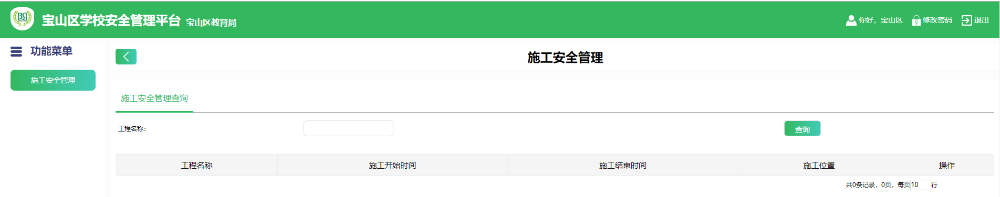 宝山区学校安全管理平台 宝山区教育局
你好，宝山区 修改密码 退出
功能菜单
施工安全管理
施工安全管理
施工安全管理查询
工程名称： 查询
工程名称 施工开始时间 施工结束时间 施工位置 操作
共0条记录，0页，每页10行